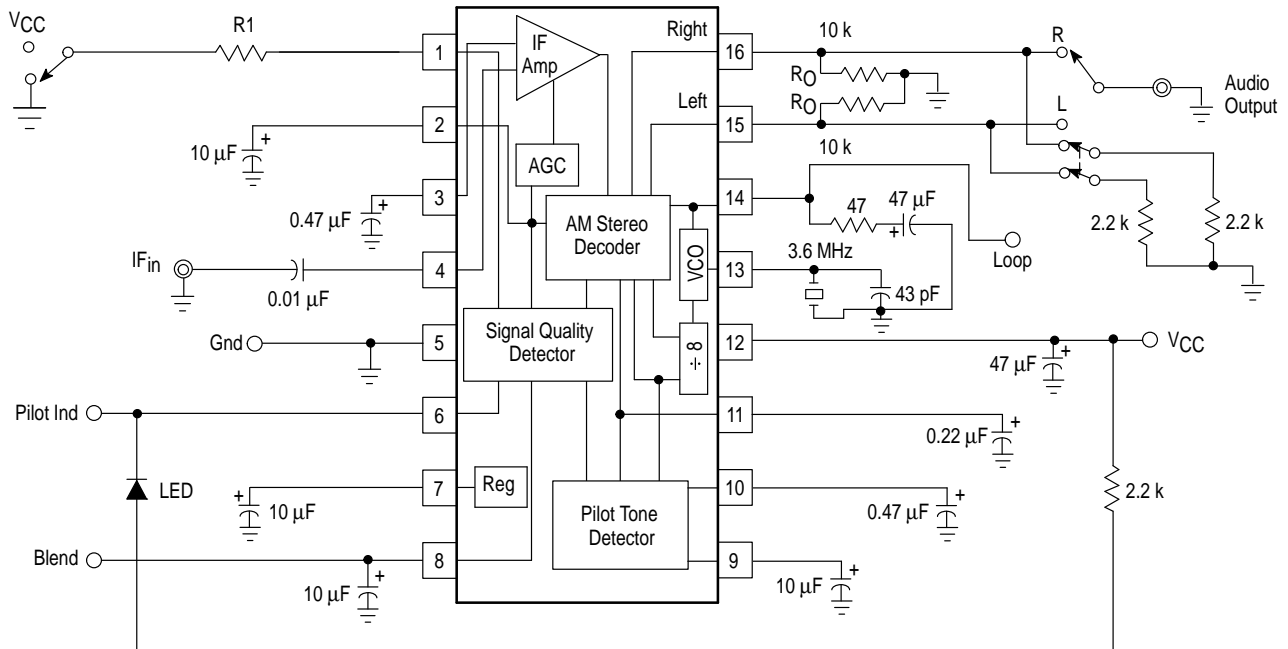 VCC
R1
1
IF
Amp
Right
16
10 k
R
RO
Audio
Output
2
10 μF
+
AGC
Left
15
RO
10 k
L
3
0.47 μF
+
AM Stereo
Decoder
14
47
47 μF
+
2.2 k
2.2 k
IFin
4
0.01 μF
VCO
13
3.6 MHz
43 pF
Loop
Gnd
5
Signal Quality
Detector
÷ 8
12
47 μF
+
VCC
Pilot Ind
6
11
0.22 μF
+
LED
7
10 μF
+
Reg
Pilot Tone
Detector
10
0.47 μF
+
2.2 k
Blend
8
10 μF
+
9
10 μF
+